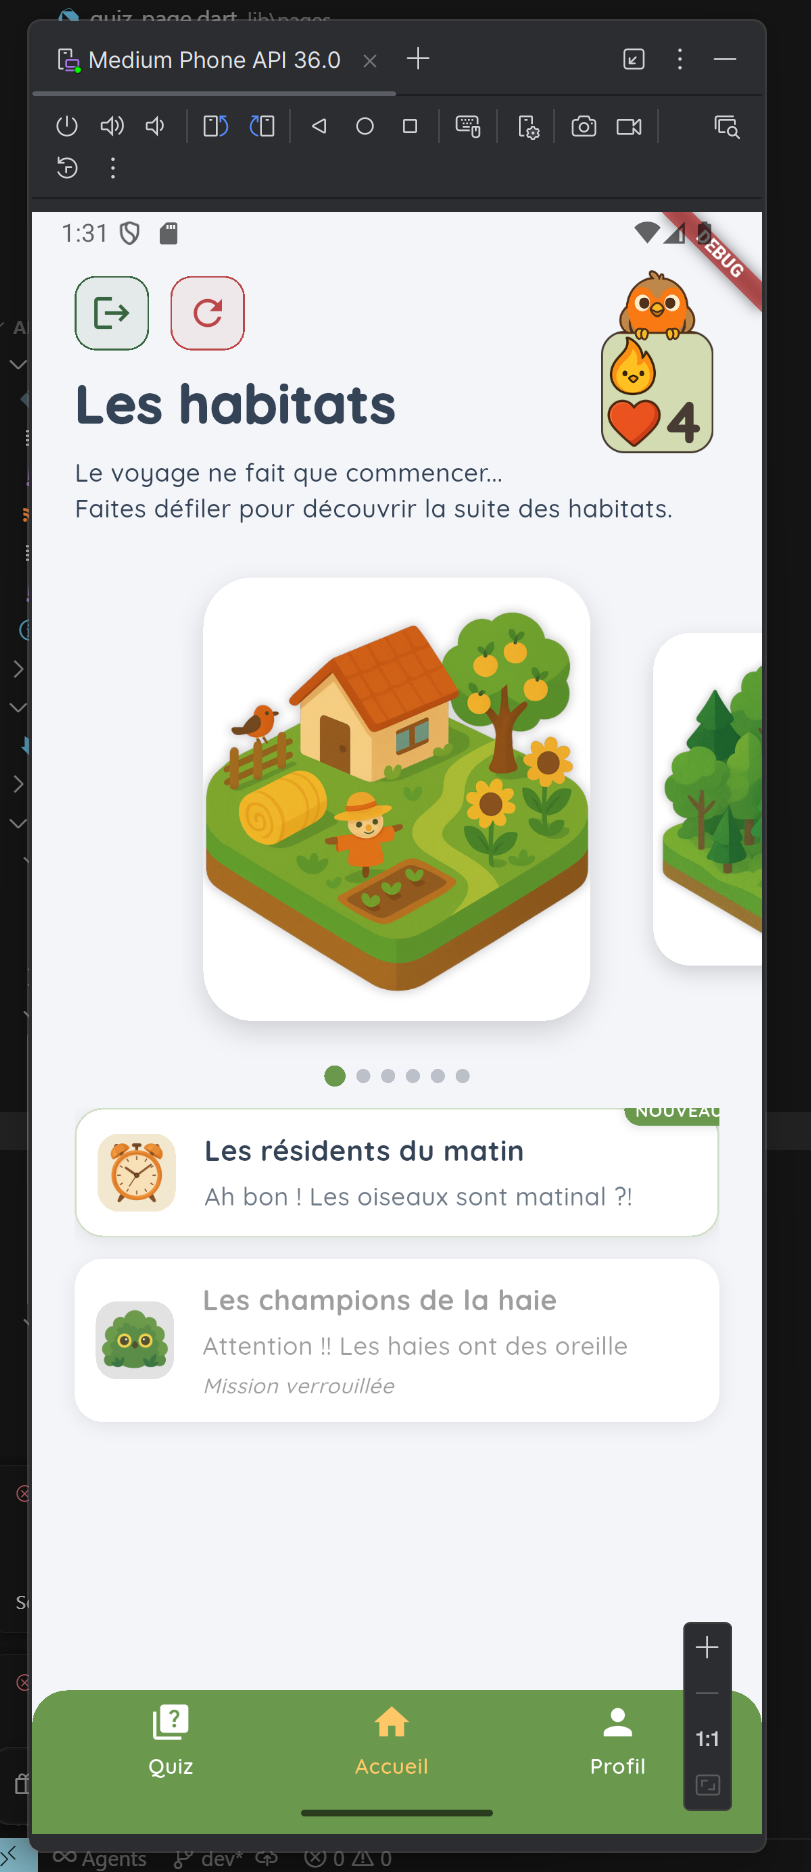 quiz_page.dart lib\pages
Medium Phone API 36.0
1:31
DEBUG
4
Les habitats
Le voyage ne fait que commencer...
Faites défiler pour découvrir la suite des habitats.
NOUVEAU
Les résidents du matin
Ah bon ! Les oiseaux sont matinal ?!
Les champions de la haie
Attention !! Les haies ont des oreille
Mission verrouillée
1:1
Quiz
Accueil
Profil
Agents
dev*
0
0